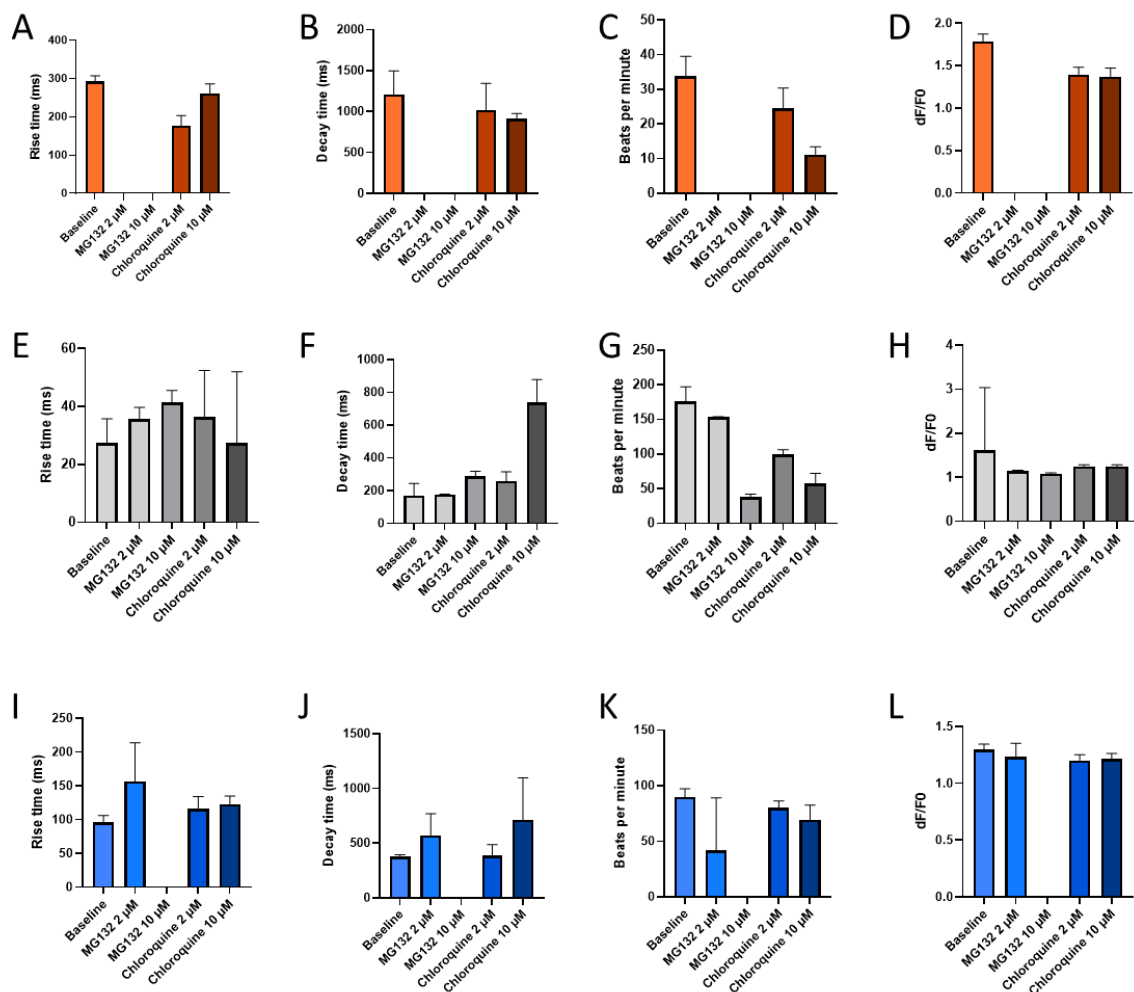 A
Rise time (ms)
400
300
200
100
0
Baseline
MG132 2 µM
MG132 10 µM
Chloroquine 2 µM
Chloroquine 10 µM
B
Decay time (ms)
2000
1500
1000
500
0
Baseline
MG132 2 µM
MG132 10 µM
Chloroquine 2 µM
Chloroquine 10 µM
C
Beats per minute
50
40
30
20
10
0
Baseline
MG132 2 µM
MG132 10 µM
Chloroquine 2 µM
Chloroquine 10 µM
D
dF/F0
2.0
1.5
1.0
0.5
0.0
Baseline
MG132 2 µM
MG132 10 µM
Chloroquine 2 µM
Chloroquine 10 µM
E
Rise time (ms)
60
40
20
0
Baseline
MG132 2 µM
MG132 10 µM
Chloroquine 2 µM
Chloroquine 10 µM
F
Decay time (ms)
1000
800
600
400
200
0
Baseline
MG132 2 µM
MG132 10 µM
Chloroquine 2 µM
Chloroquine 10 µM
G
Beats per minute
250
200
150
100
50
0
Baseline
MG132 2 µM
MG132 10 µM
Chloroquine 2 µM
Chloroquine 10 µM
H
dF/F0
4
3
2
1
0
Baseline
MG132 2 µM
MG132 10 µM
Chloroquine 2 µM
Chloroquine 10 µM
I
Rise time (ms)
250
200
150
100
50
0
Baseline
MG132 2 µM
MG132 10 µM
Chloroquine 2 µM
Chloroquine 10 µM
J
Decay time (ms)
1500
1000
500
0
Baseline
MG132 2 µM
MG132 10 µM
Chloroquine 2 µM
Chloroquine 10 µM
K
Beats per minute
150
100
50
0
Baseline
MG132 2 µM
MG132 10 µM
Chloroquine 2 µM
Chloroquine 10 µM
L
dF/F0
1.5
1.0
0.5
0.0
Baseline
MG132 2 µM
MG132 10 µM
Chloroquine 2 µM
Chloroquine 10 µM